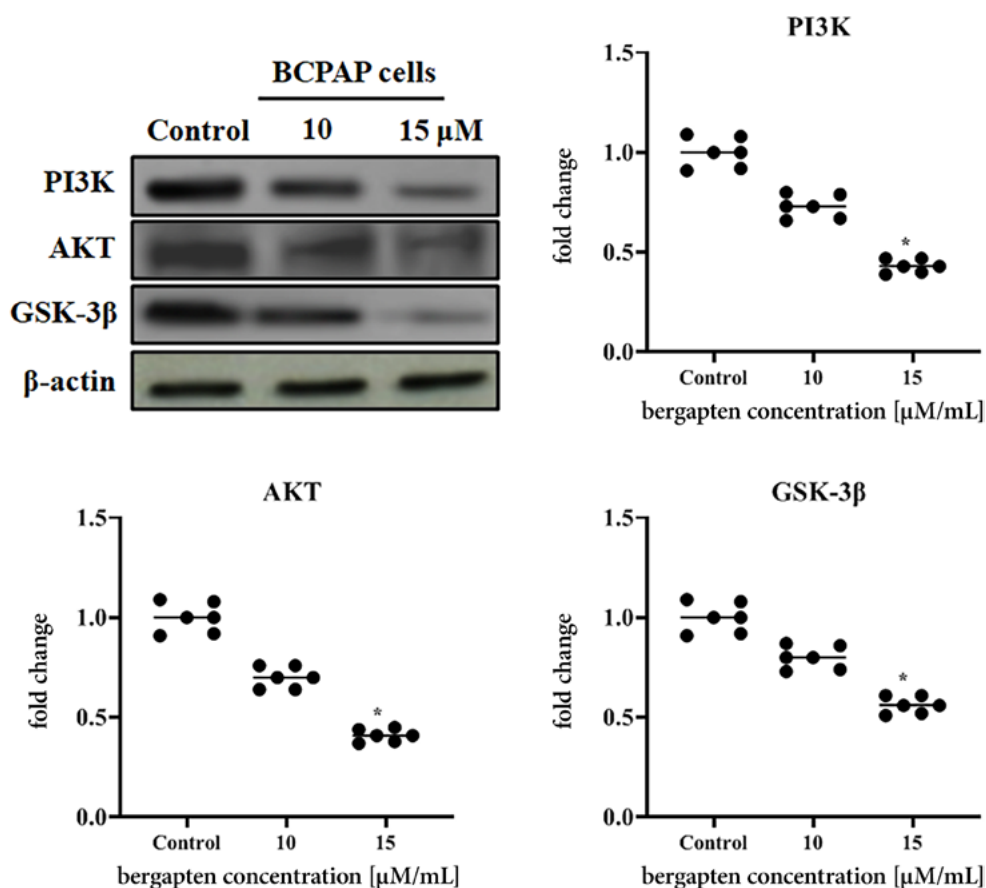 BCPAP cells
Control 10 15 μM
PI3K
AKT
GSK-3β
β-actin
PI3K
fold change
1.5
1.0
0.5
0.0
*
Control 10 15
bergapten concentration [μM/mL]
AKT
fold change
1.5
1.0
0.5
0.0
*
Control 10 15
bergapten concentration [μM/mL]
GSK-3β
fold change
1.5
1.0
0.5
0.0
*
Control 10 15
bergapten concentration [μM/mL]